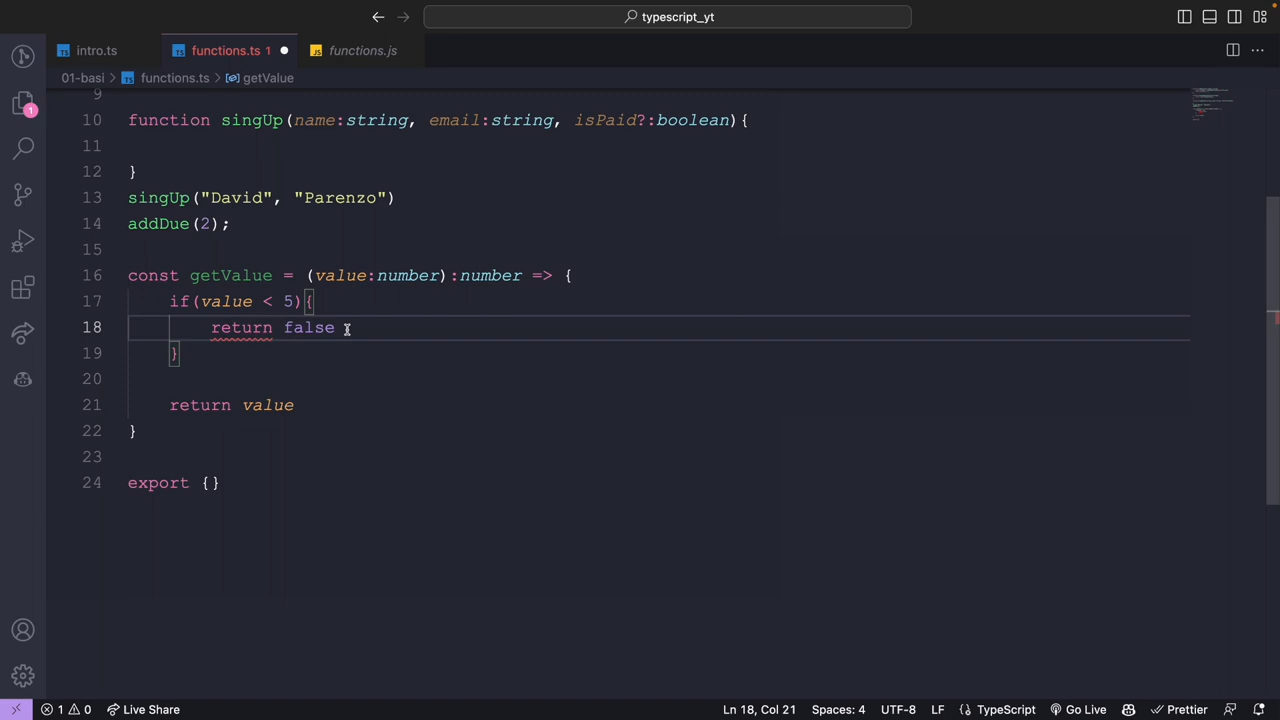 typescript_yt
intro.ts
functions.ts 1
functions.js
01-basi > functions.ts > getValue
1
9
10 function singUp(name:string, email:string, isPaid?:boolean){
11
12 }
13 singUp("David", "Parenzo")
14 addDue(2);
15
16 const getValue = (value:number):number => {
17 if(value < 5){
18 return false
19 }
20
21 return value
22 }
23
24 export {}
1 0 Live Share Ln 18, Col 21 Spaces: 4 UTF-8 LF {} TypeScript Go Live Prettier